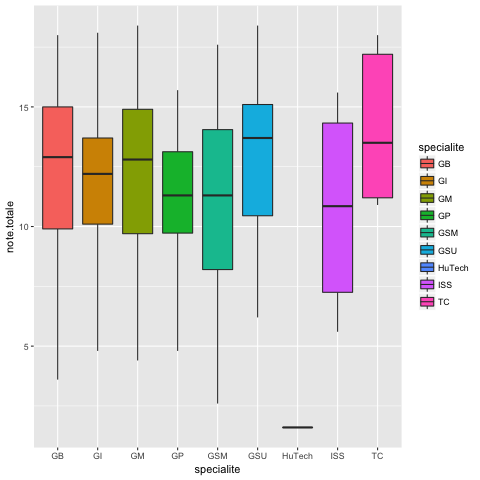 note.totale
15
10
5
GB GI GM GP GSM GSU HuTech ISS TC
specialite
specialite
GB
GI
GM
GP
GSM
GSU
HuTech
ISS
TC